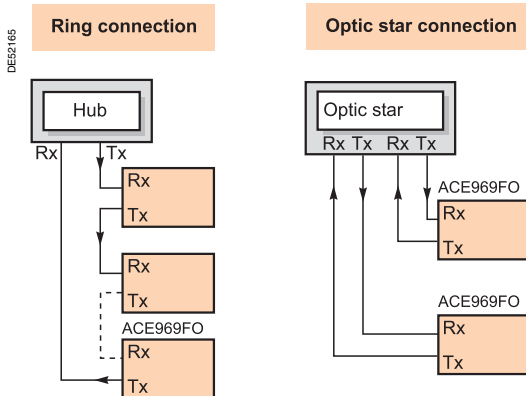 DE52165
Ring connection
Hub
Rx Tx
Rx
Tx
Rx
Tx
ACE969FO
Rx
Tx
Optic star connection
Optic star
Rx Tx Rx Tx
ACE969FO
Rx
Tx
ACE969FO
Rx
Tx